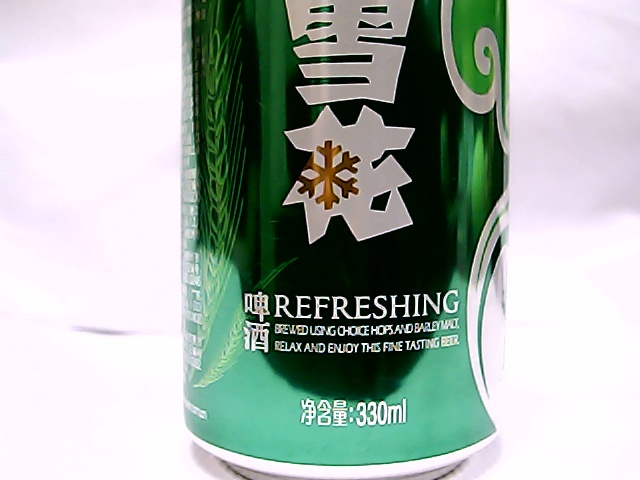 雪花
啤酒
REFRESHING
BREWED USING CHOICE HOPS AND BARLEY MALT,
RELAX AND ENJOY THIS FINE TASTING BEER.
净含量:330ml